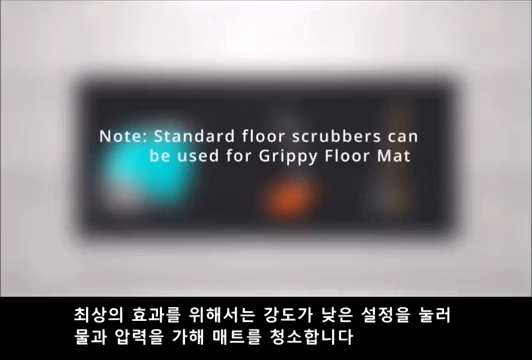 Note: Standard floor scrubbers can
be used for Grippy Floor Mat
최상의 효과를 위해서는 강도가 낮은 설정을 눌러
물과 압력을 가해 매트를 청소합니다